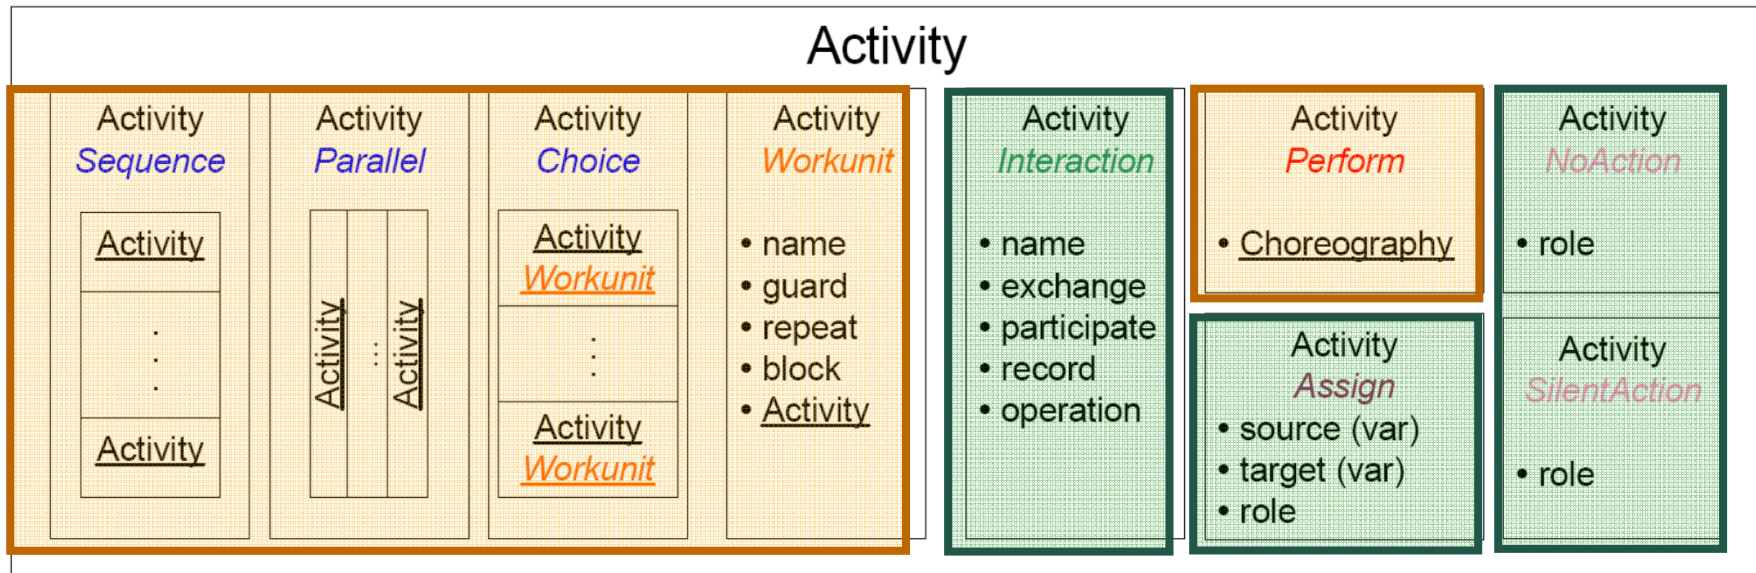 Activity
Activity
Sequence
Activity
.
.
.
Activity
Activity
Parallel
Activity
...
Activity
Activity
Choice
Activity
Workunit
.
.
.
Activity
Workunit
Activity
Workunit
• name
• guard
• repeat
• block
• Activity
Activity
Interaction
• name
• exchange
• participate
• record
• operation
Activity
Perform
• Choreography
Activity
Assign
• source (var)
• target (var)
• role
Activity
NoAction
• role
Activity
SilentAction
• role